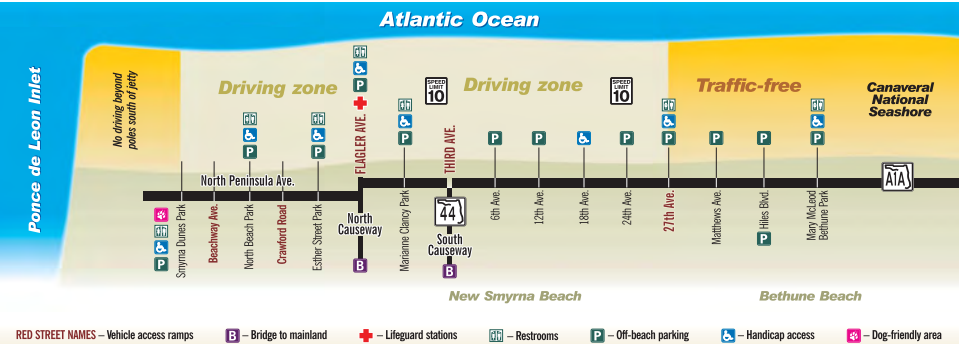 Atlantic Ocean
Ponce de Leon Inlet
No driving beyond
poles south of jetty
Driving zone
SPEED
LIMIT
10
Driving zone
SPEED
LIMIT
10
Traffic-free
Canaveral
National
Seashore
P
P
P
P
P
P
P
P
P
P
P
FLAGLER AVE.
THIRD AVE.
North Peninsula Ave.
A1A
P
Smyrna Dunes Park
Beachway Ave.
North Beach Park
Crawford Road
Esther Street Park
North
Causeway
B
Marianne Clancy Park
44
South
Causeway
B
6th Ave.
12th Ave.
18th Ave.
24th Ave.
27th Ave.
Matthews Ave.
Hiles Blvd.
P
Mary McLeod
Bethune Park
New Smyrna Beach
Bethune Beach
RED STREET NAMES – Vehicle access ramps
B – Bridge to mainland
– Lifeguard stations
– Restrooms
P – Off-beach parking
– Handicap access
– Dog-friendly area